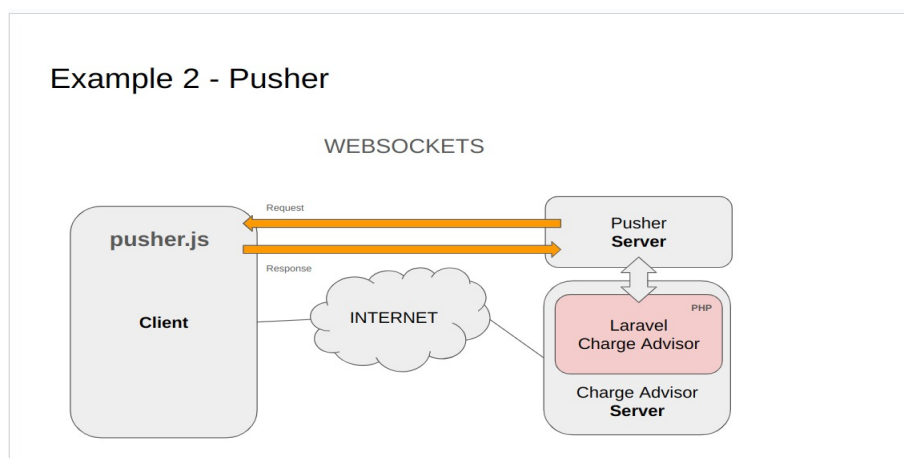 Example 2 - Pusher
WEBSOCKETS
Request
pusher.js
Response
Client
INTERNET
Pusher
Server
PHP
Laravel
Charge Advisor
Charge Advisor
Server